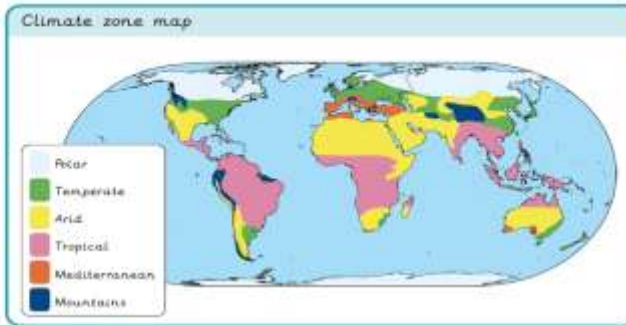 Climate zone map
Polar
Temperate
Arid
Tropical
Mediterranean
Mountains